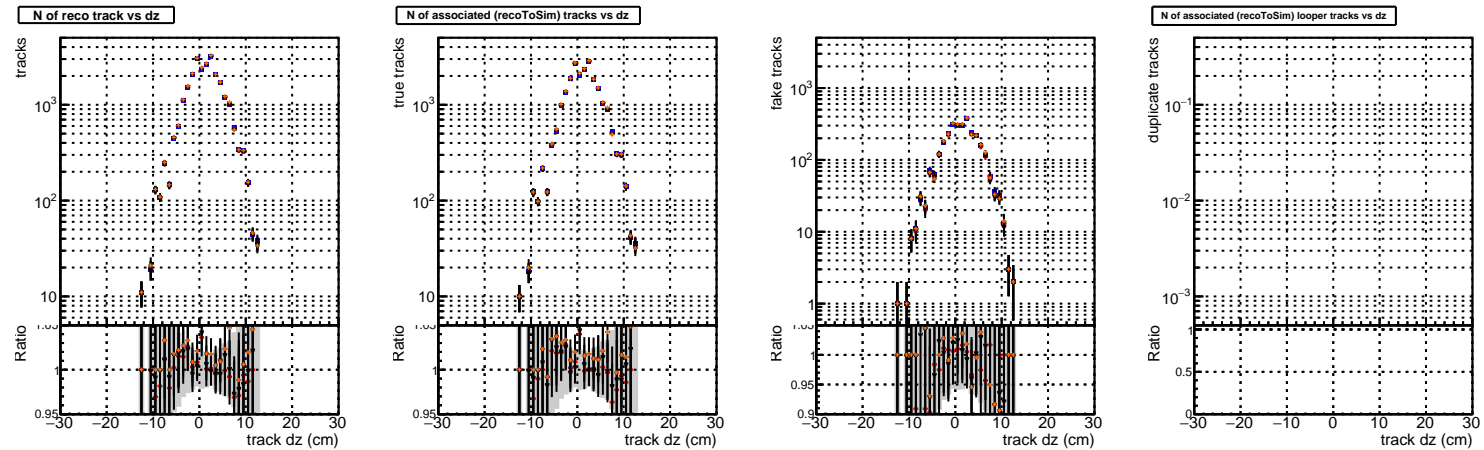 N of reco track vs dz
tracks
10³
10²
10
Ratio
1
0.95
−30 −20 −10 0 10 20 30
track dz (cm)
N of associated (recoToSim) tracks vs dz
true tracks
10³
10²
10
Ratio
1
0.95
−30 −20 −10 0 10 20 30
track dz (cm)
fake tracks
10³
10²
10
1
Ratio
1
0.95
0.9
−30 −20 −10 0 10 20 30
track dz (cm)
N of associated (recoToSim) looper tracks vs dz
duplicate tracks
10⁻¹
10⁻²
10⁻³
Ratio
1
0.5
0
−30 −20 −10 0 10 20 30
track dz (cm)